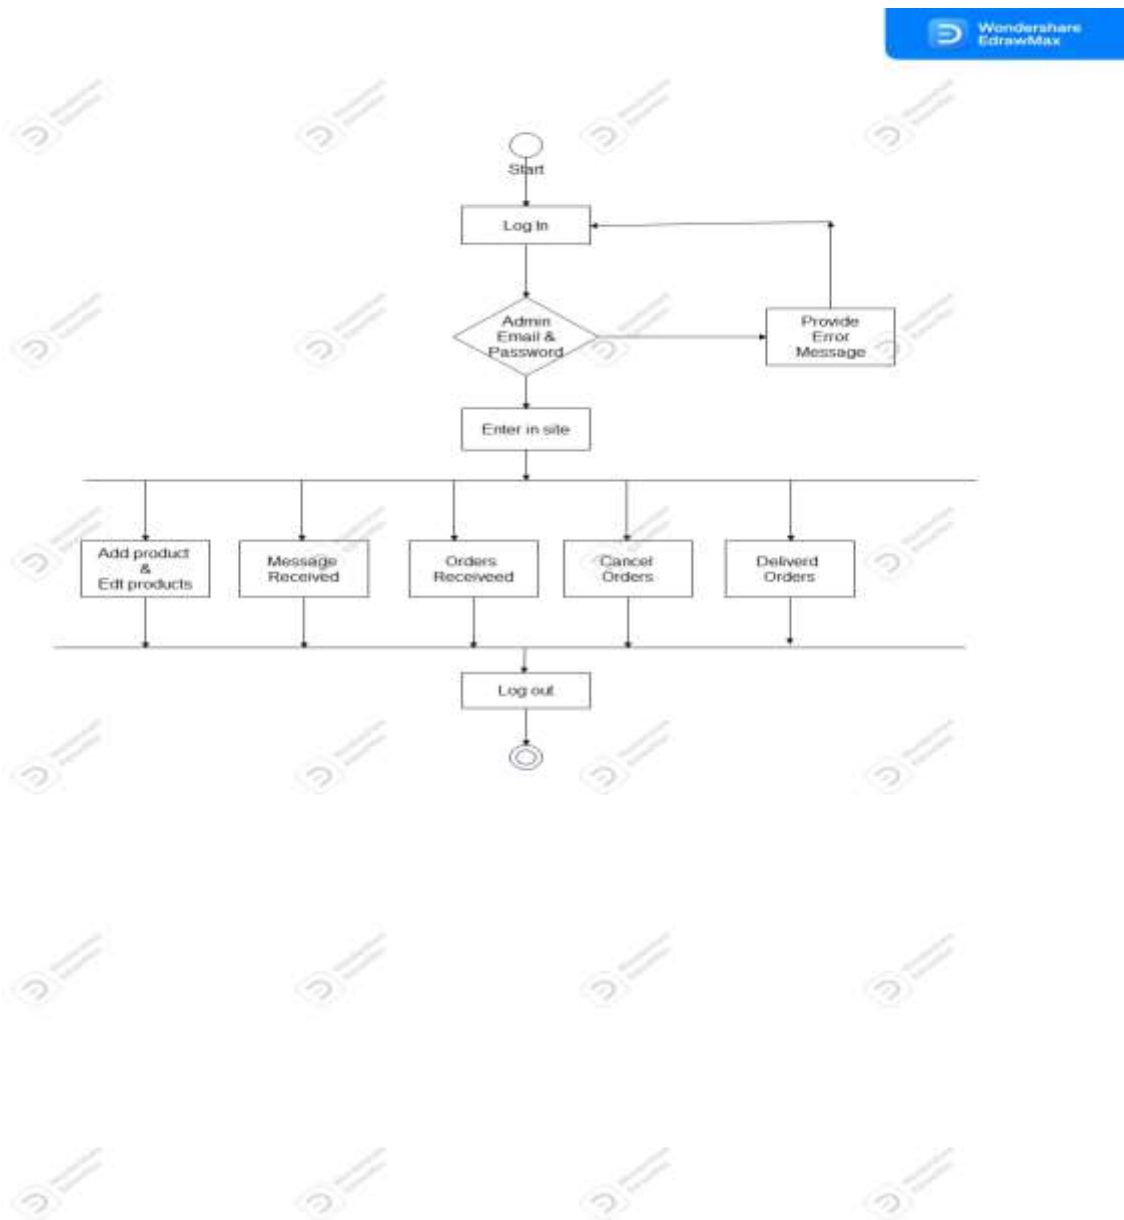 Wondershare
EdrawMax
Start
Log In
Admin
Email &
Password
Provide
Error
Message
Enter in site
Add product
&
Edt products
Message
Received
Orders
Receiveed
Cancel
Orders
Deliverd
Orders
Log out